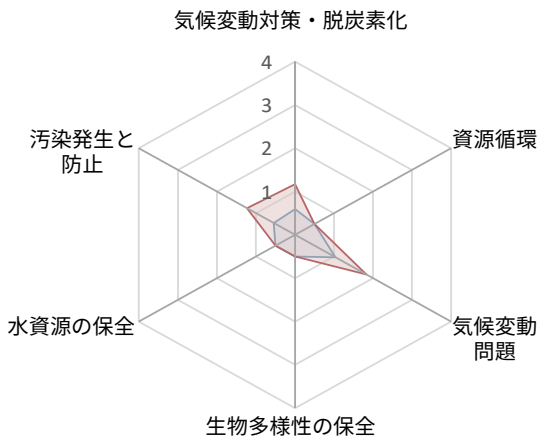 気候変動対策・脱炭素化
4
3
2
1
汚染発生と
防止
資源循環
水資源の保全
気候変動
問題
生物多様性の保全